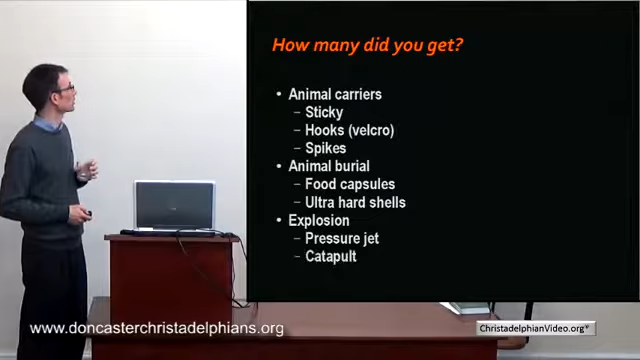 How many did you get?
• Animal carriers
– Sticky
– Hooks (velcro)
– Spikes
• Animal burial
– Food capsules
– Ultra hard shells
• Explosion
– Pressure jet
– Catapult
www.doncasterchristadelphians.org
ChristadelphianVideo.org®